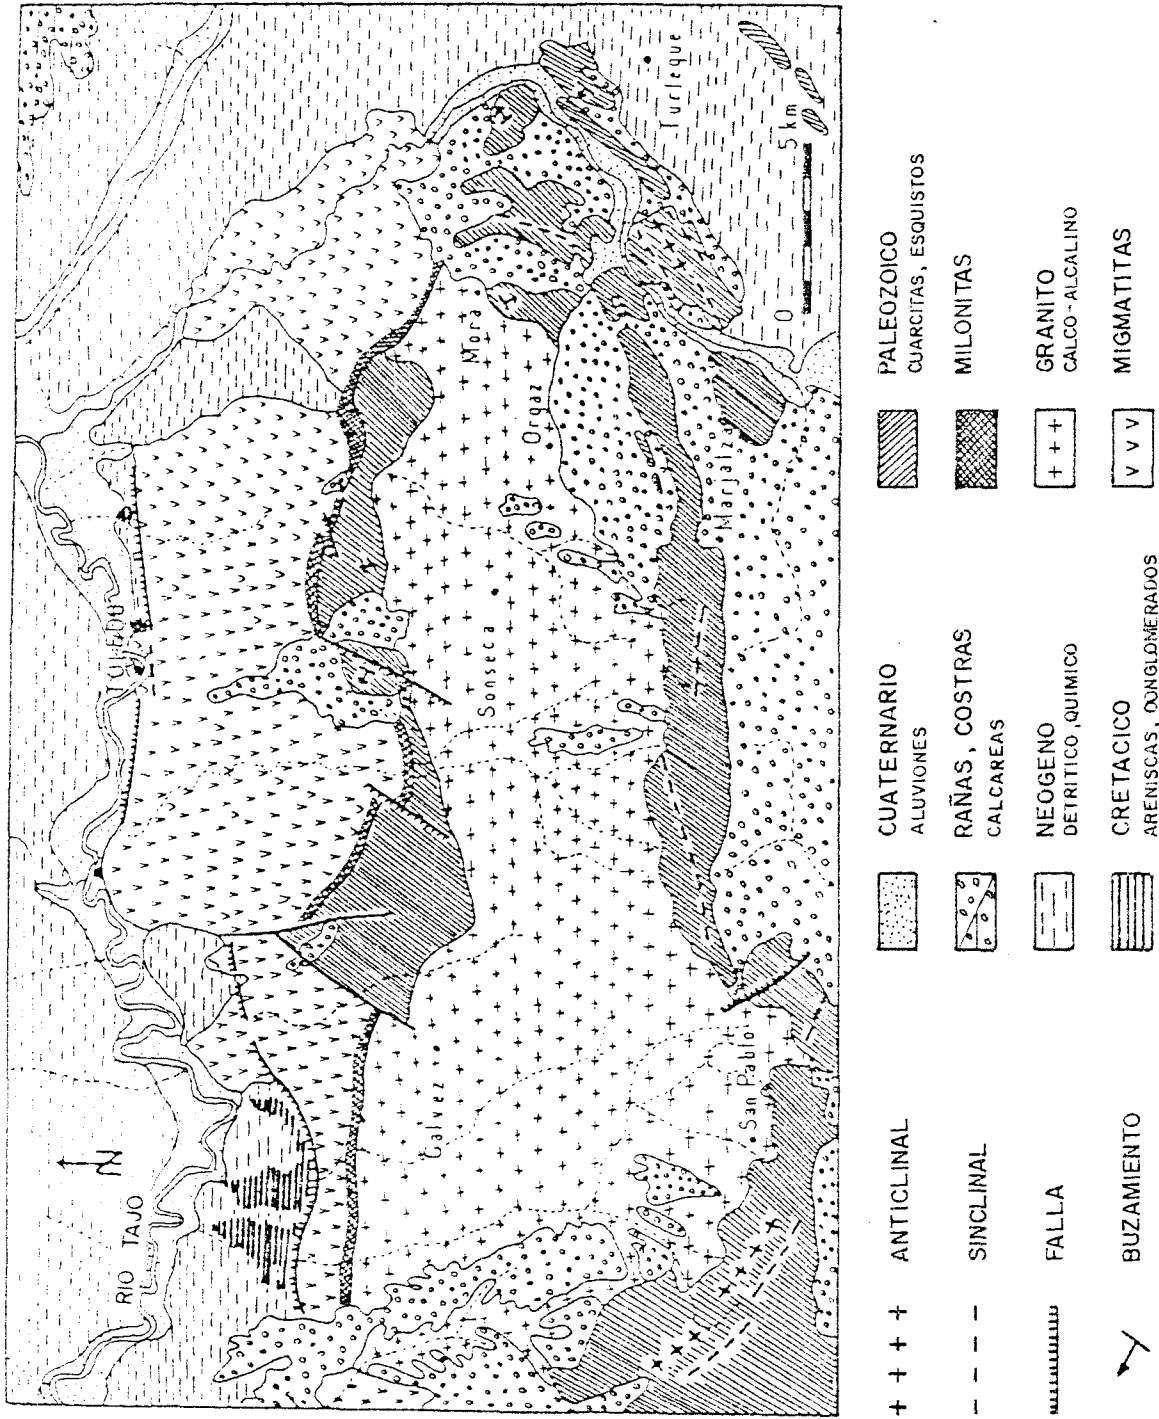 N
RIO TAJO
TOLEDO
Galvez
Sonseca
Mora
Orgaz
Turleque
San Pablo
Marjaliza
0 5 km
+ + + + ANTICLINAL
- - - - SINCLINAL
FALLA
BUZAMIENTO
CUATERNARIO
ALUVIONES
RAÑAS, COSTRAS
CALCAREAS
NEOGENO
DETRITICO, QUIMICO
CRETACICO
ARENISCAS, CONGLOMERADOS
PALEOZOICO
CUARCITAS, ESQUISTOS
MILONITAS
GRANITO
CALCO-ALCALINO
MIGMATITAS